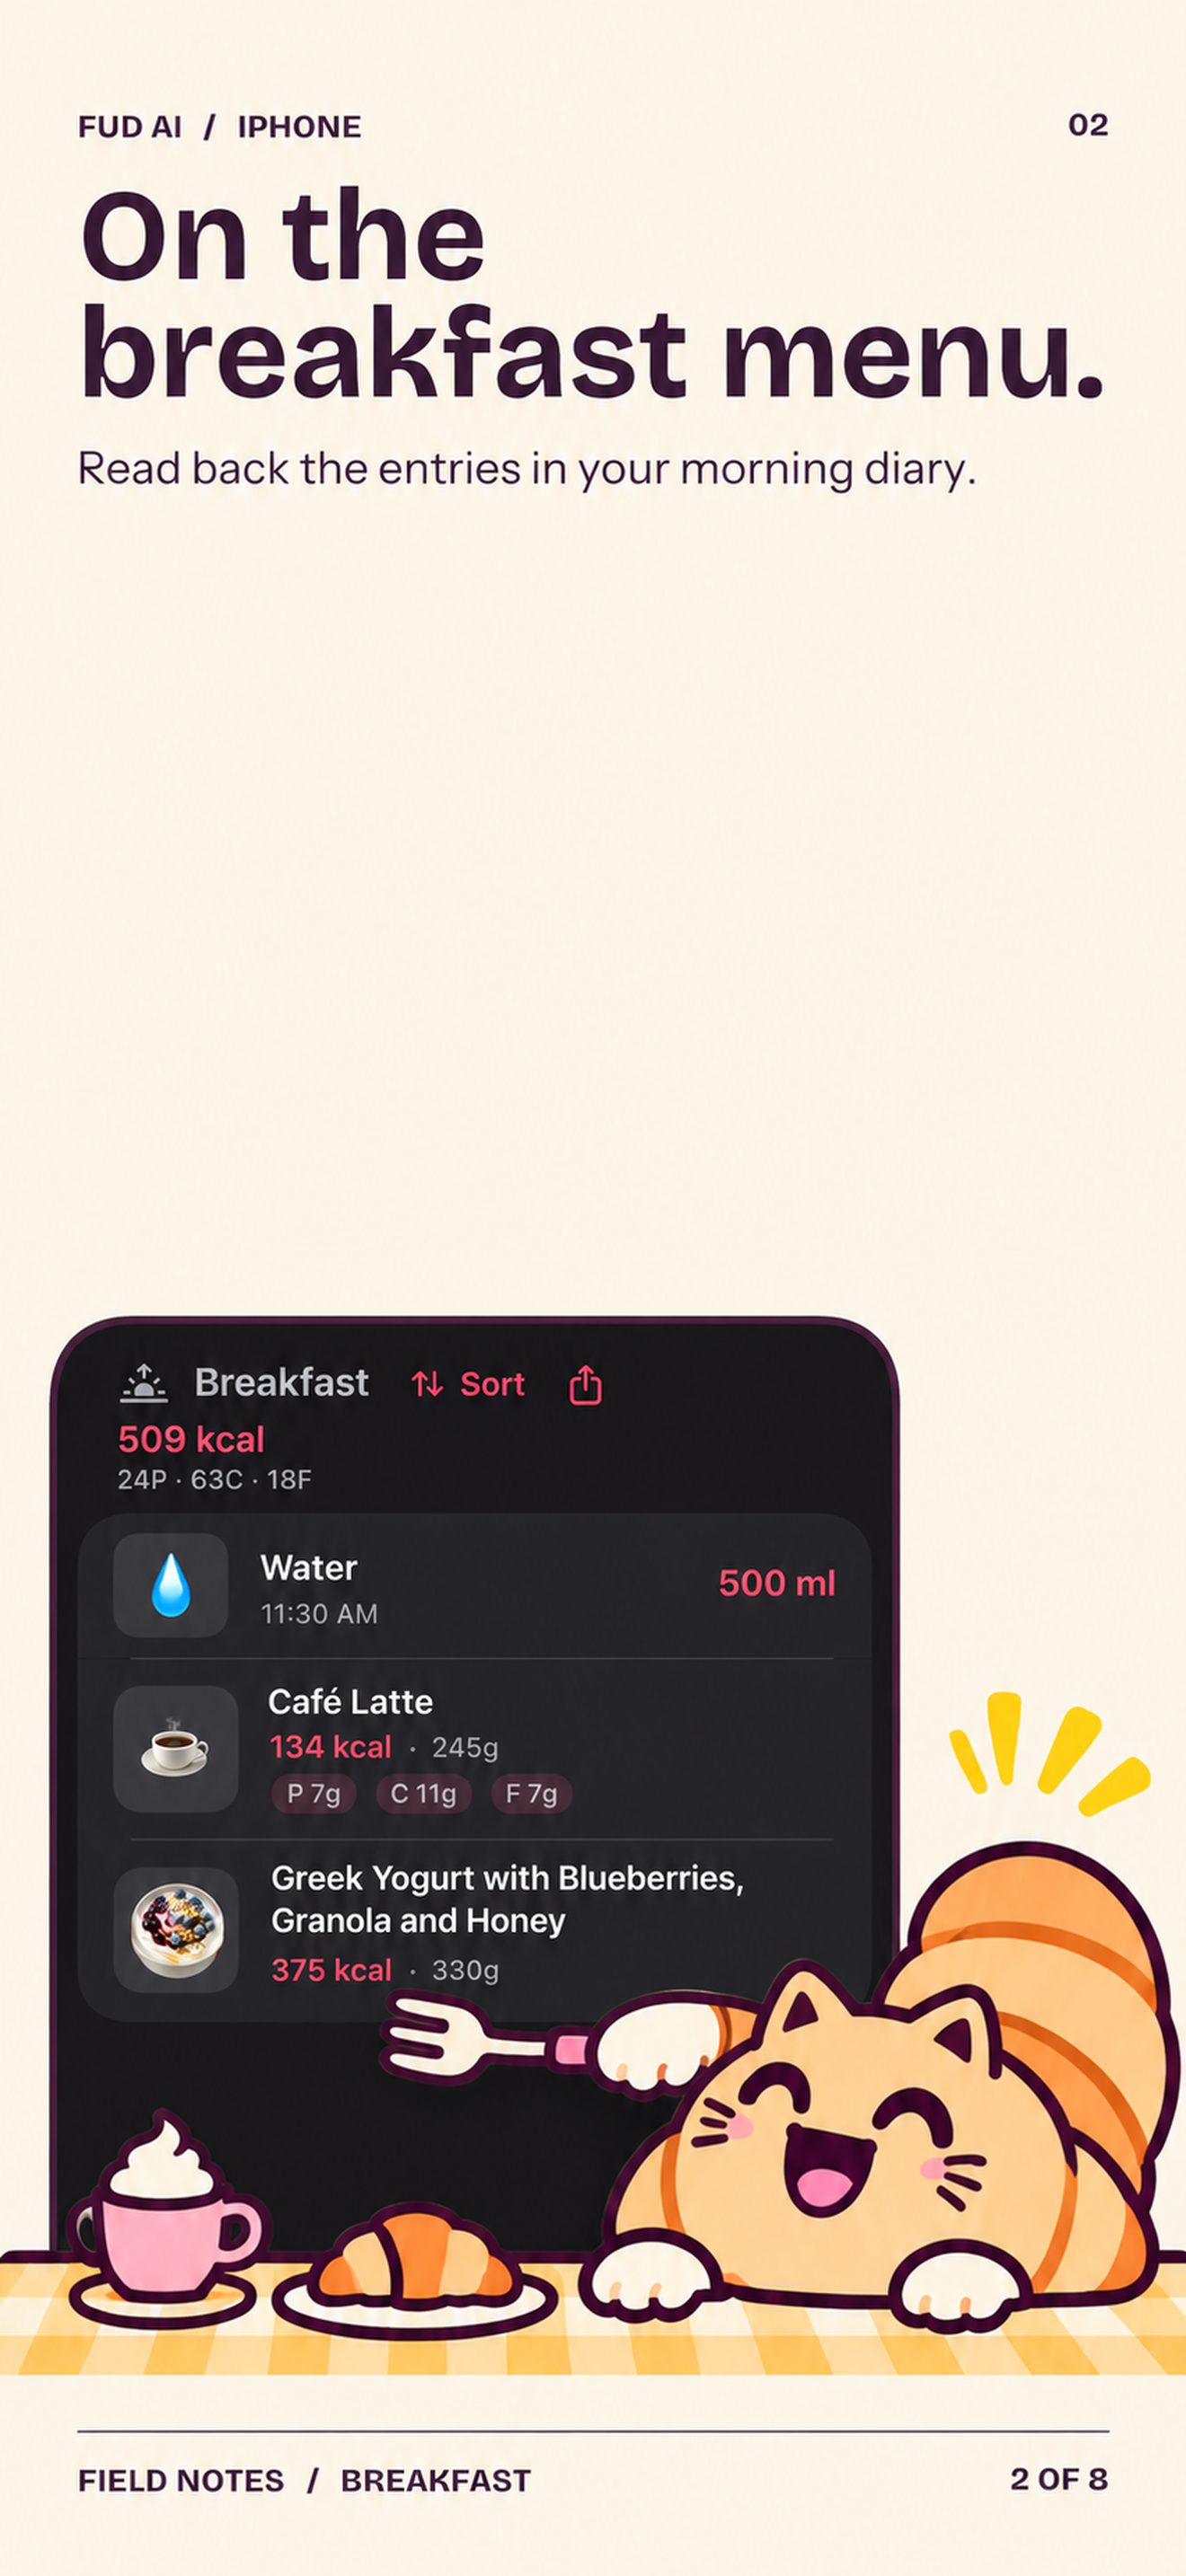 FUD AI / IPHONE
02
On the
breakfast menu.
Read back the entries in your morning diary.
Breakfast
Sort
509 kcal
24P · 63C · 18F
Water
11:30 AM
500 ml
Café Latte
134 kcal · 245g
P 7g C 11g F 7g
Greek Yogurt with Blueberries,
Granola and Honey
375 kcal · 330g
FIELD NOTES / BREAKFAST
2 OF 8